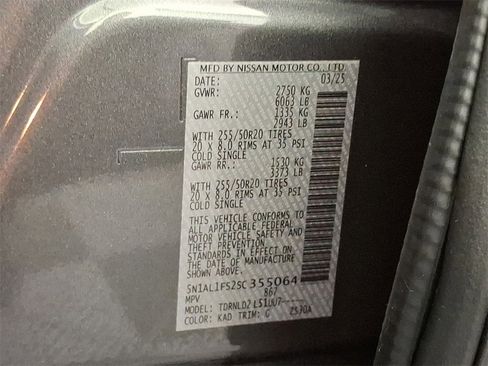 MFD BY NISSAN MOTOR CO., LTD.
DATE: 03/25
GVWR: 2750 KG
6063 LB
GAWR FR.: 1335 KG
2943 LB
WITH 255/50R20 TIRES
20 X 8.0 RIMS AT 35 PSI
COLD SINGLE
GAWR RR.: 1530 KG
3373 LB
WITH 255/50R20 TIRES
20 X 8.0 RIMS AT 35 PSI
COLD SINGLE
THIS VEHICLE CONFORMS TO
ALL APPLICABLE FEDERAL
MOTOR VEHICLE SAFETY AND
THEFT PREVENTION
STANDARDS IN EFFECT ON
THE DATE OF MANUFACTURE
SHOWN ABOVE.
5N1AL1FS2SC355064
MPV 867
MODEL: TDRNLD2
COLOR: KAD TRIM: G